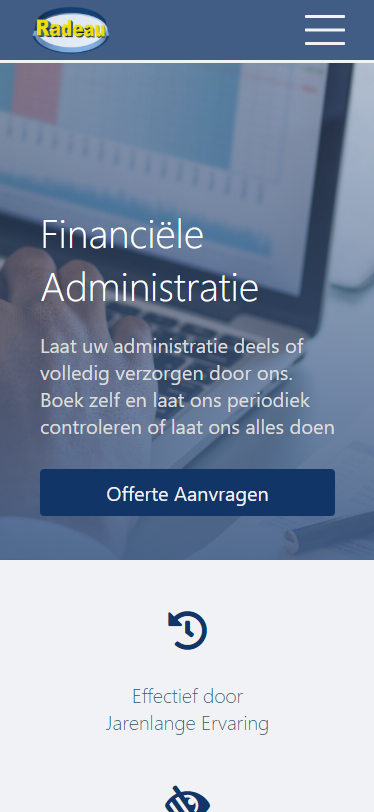 Radeau
Financiële
Administratie
Laat uw administratie deels of
volledig verzorgen door ons.
Boek zelf en laat ons periodiek
controleren of laat ons alles doen
Offerte Aanvragen
Effectief door
Jarenlange Ervaring